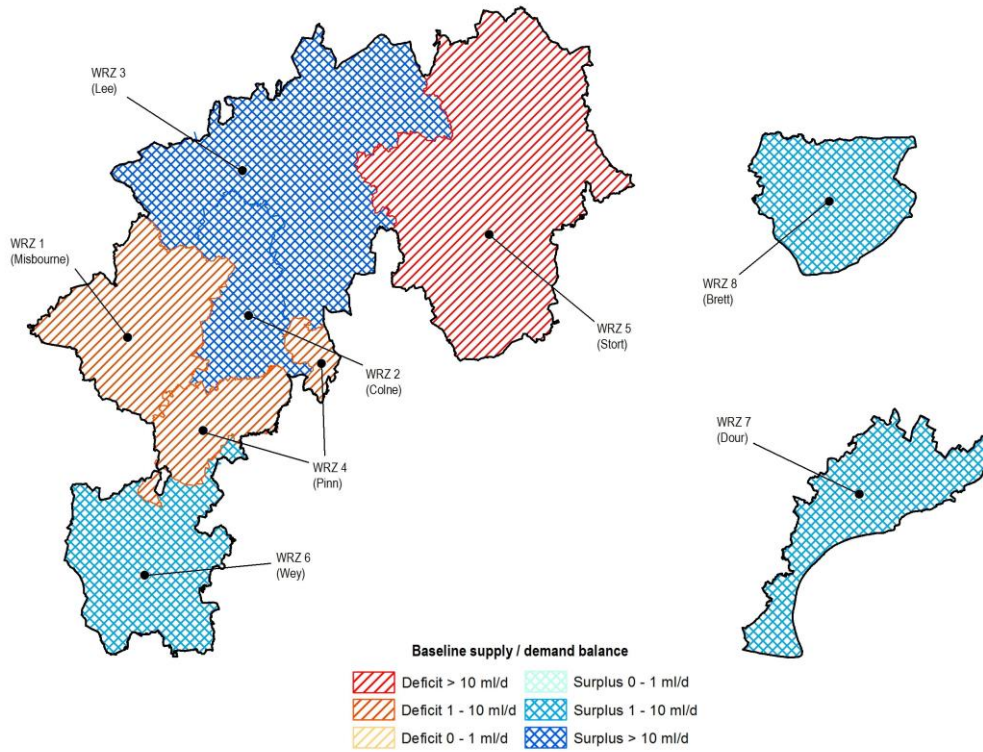 WRZ 3
(Lee)
WRZ 1
(Misbourne)
WRZ 8
(Brett)
WRZ 5
(Stort)
WRZ 2
(Colne)
WRZ 7
(Dour)
WRZ 4
(Pinn)
WRZ 6
(Wey)
Baseline supply / demand balance
Deficit > 10 ml/d
Surplus 0 - 1 ml/d
Deficit 1 - 10 ml/d
Surplus 1 - 10 ml/d
Deficit 0 - 1 ml/d
Surplus > 10 ml/d